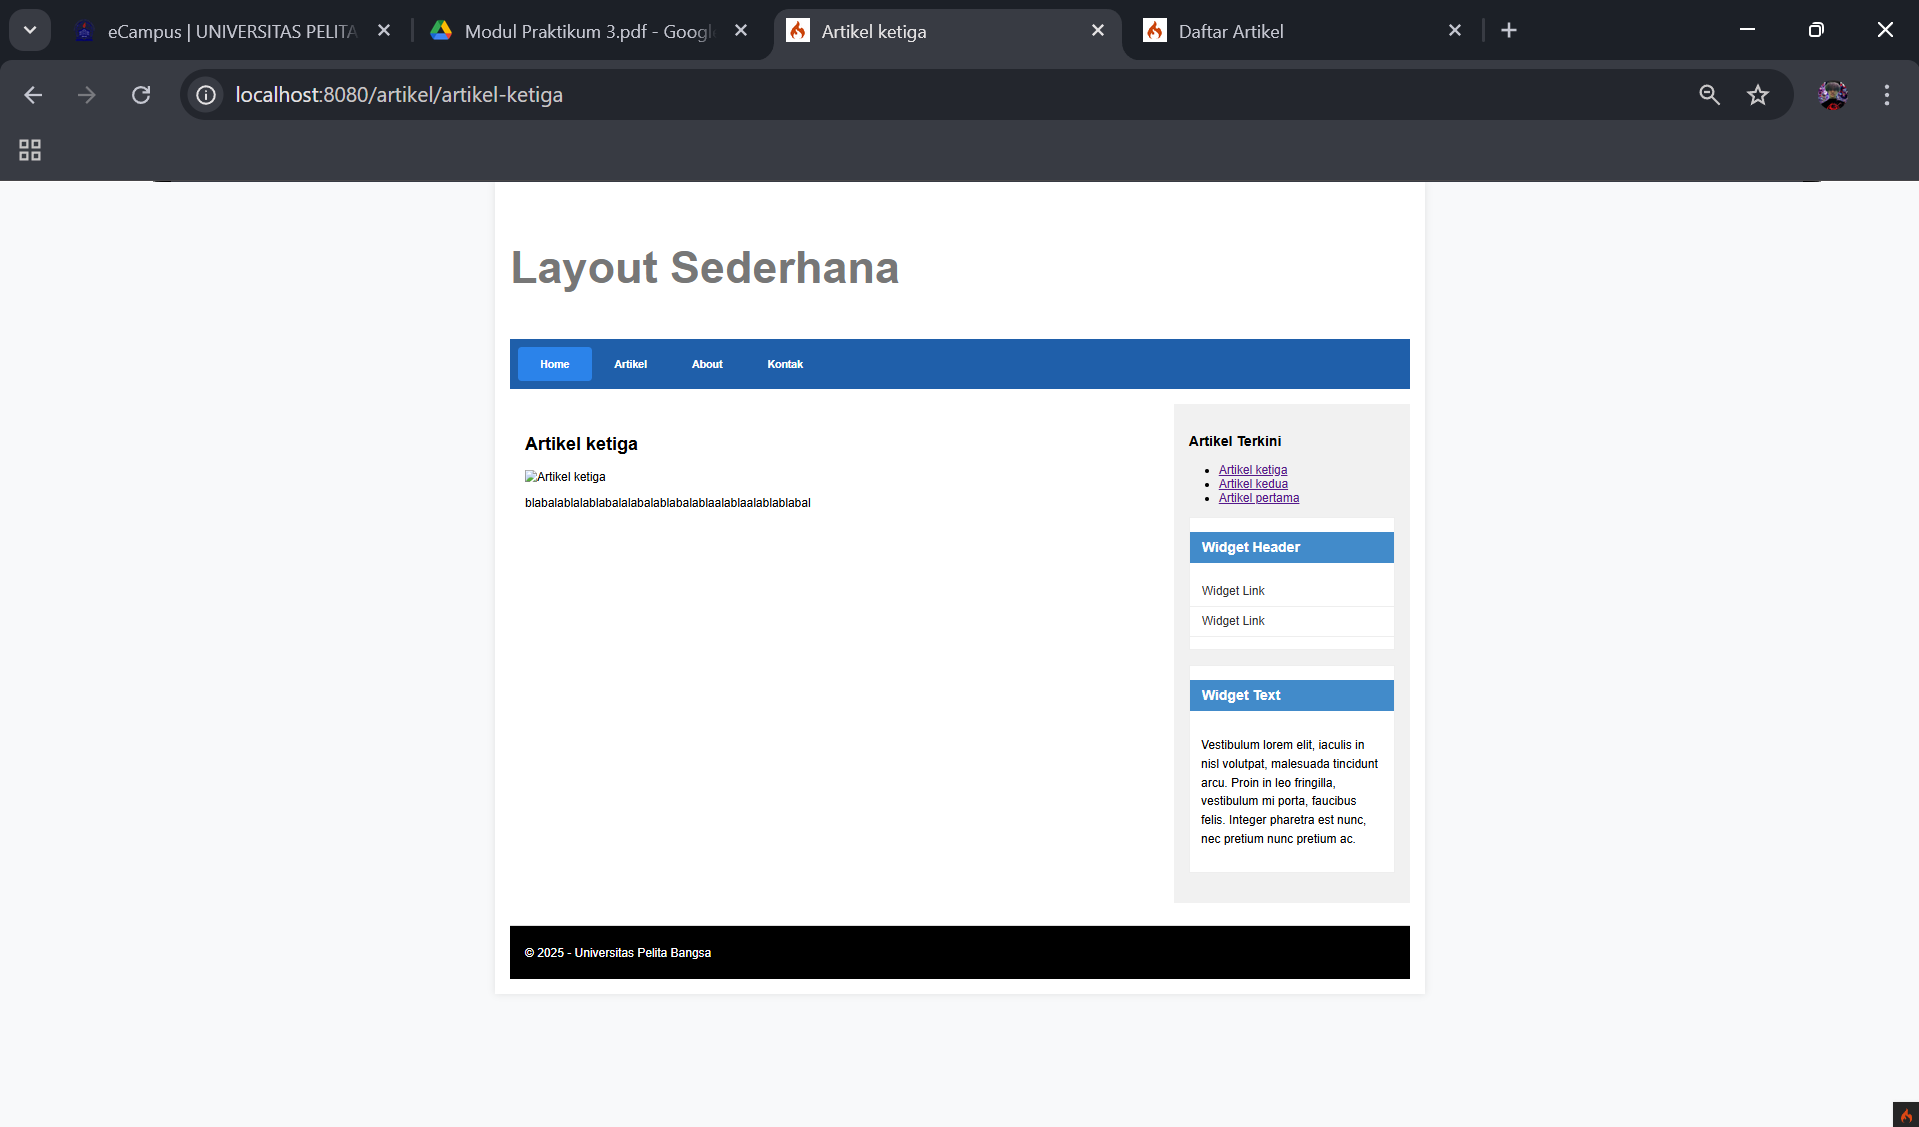 eCampus | UNIVERSITAS PELITA
Modul Praktikum 3.pdf - Googl
Artikel ketiga
Daftar Artikel
localhost:8080/artikel/artikel-ketiga
Layout Sederhana
Home Artikel About Kontak
Artikel ketiga
Artikel ketiga
blabalablalablabalalabalablabalablaalablaalablablabal
Artikel Terkini
Artikel ketiga
Artikel kedua
Artikel pertama
Widget Header
Widget Link
Widget Link
Widget Text
Vestibulum lorem elit, iaculis in
nisl volutpat, malesuada tincidunt
arcu. Proin in leo fringilla,
vestibulum mi porta, faucibus
felis. Integer pharetra est nunc,
nec pretium nunc pretium ac.
© 2025 - Universitas Pelita Bangsa